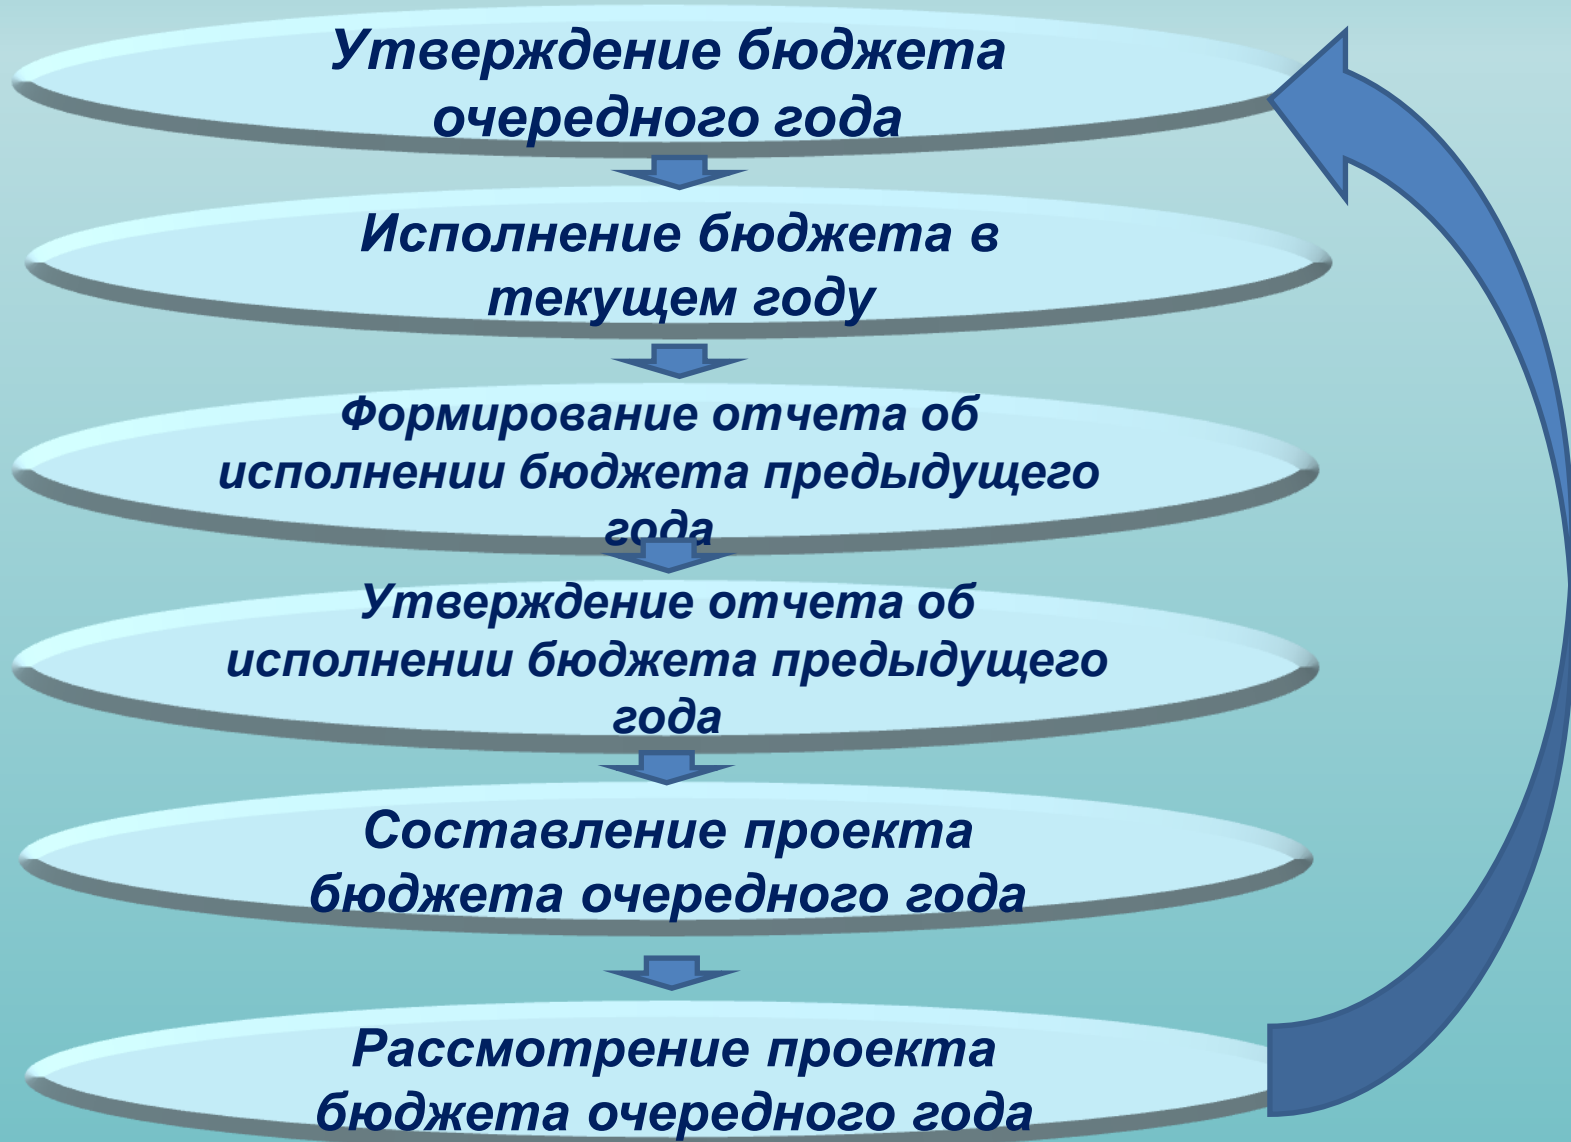 Утверждение бюджета
очередного года
Исполнение бюджета в
текущем году
Формирование отчета об
исполнении бюджета предыдущего
года
Утверждение отчета об
исполнении бюджета предыдущего
года
Составление проекта
бюджета очередного года
Рассмотрение проекта
бюджета очередного года